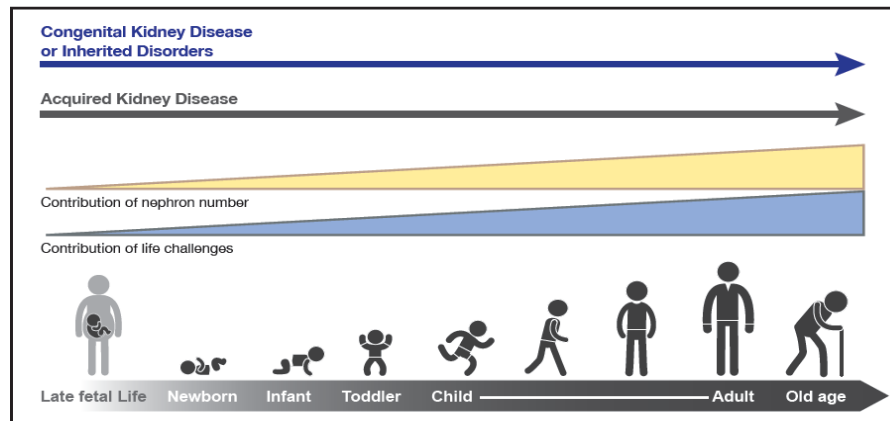 Congenital Kidney Disease
or Inherited Disorders
Acquired Kidney Disease
Contribution of nephron number
Contribution of life challenges
Late fetal Life Newborn Infant Toddler Child Adult Old age